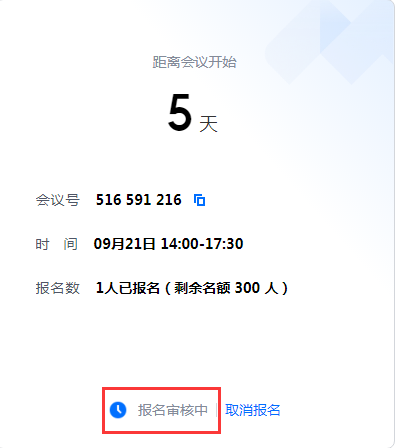 距离会议开始
5 天
会议号 516 591 216
时 间 09月21日 14:00-17:30
报名数 1人已报名（剩余名额 300 人）
报名审核中 | 取消报名